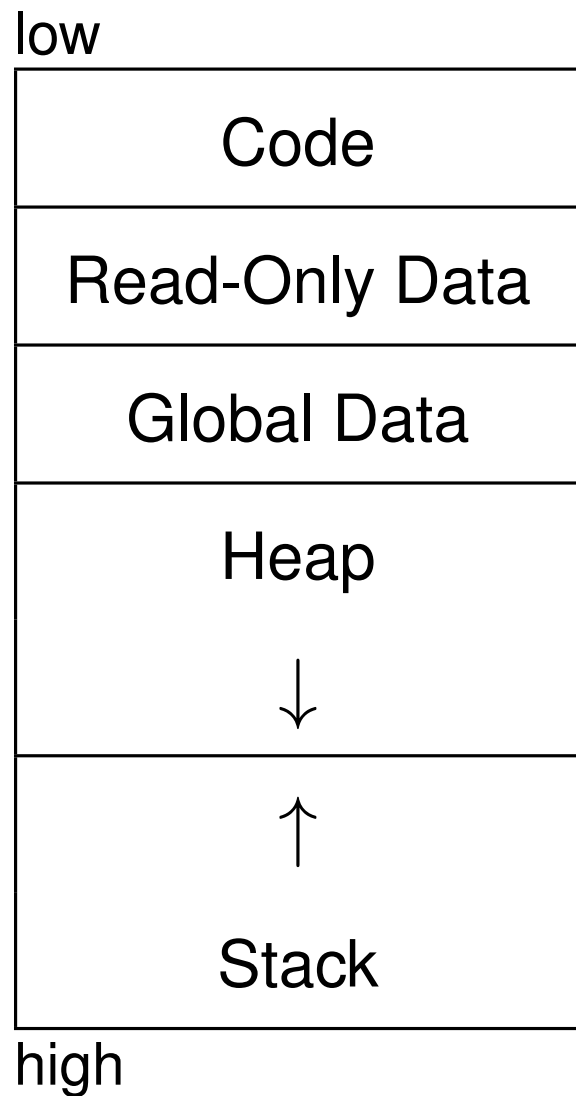 low
Code
Read-Only Data
Global Data
Heap
↓
↑
Stack
high